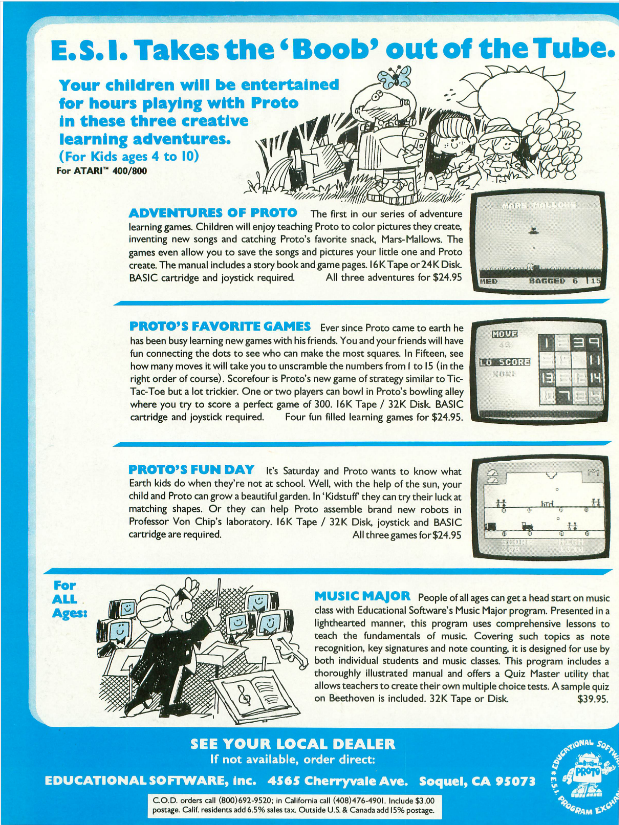 E.S.I. Takes the 'Boob' out of the Tube.
Your children will be entertained
for hours playing with Proto
in these three creative
learning adventures.
(For Kids ages 4 to 10)
For ATARI™ 400/800
ADVENTURES OF PROTO The first in our series of adventure
learning games. Children will enjoy teaching Proto to color pictures they create,
inventing new songs and catching Proto's favorite snack, Mars-Mallows. The
games even allow you to save the songs and pictures your little one and Proto
create. The manual includes a story book and game pages. 16K Tape or 24K Disk.
BASIC cartridge and joystick required. All three adventures for $24.95
MARS MALLOWS
MED BAGGED 6 15
PROTO'S FAVORITE GAMES Ever since Proto came to earth he
has been busy learning new games with his friends. You and your friends will have
fun connecting the dots to see who can make the most squares. In Fifteen, see
how many moves it will take you to unscramble the numbers from 1 to 15 (in the
right order of course). Scorefour is Proto's new game of strategy similar to Tic-
Tac-Toe but a lot trickier. One or two players can bowl in Proto's bowling alley
where you try to score a perfect game of 300. 16K Tape / 32K Disk. BASIC
cartridge and joystick required. Four fun filled learning games for $24.95.
MOVE
LO SCORE
PROTO'S FUN DAY It's Saturday and Proto wants to know what
Earth kids do when they're not at school. Well, with the help of the sun, your
child and Proto can grow a beautiful garden. In 'Kidstuff' they can try their luck at
matching shapes. Or they can help Proto assemble brand new robots in
Professor Von Chip's laboratory. 16K Tape / 32K Disk, joystick and BASIC
cartridge are required. All three games for $24.95
For
ALL
Ages:
MUSIC MAJOR People of all ages can get a head start on music
class with Educational Software's Music Major program. Presented in a
lighthearted manner, this program uses comprehensive lessons to
teach the fundamentals of music. Covering such topics as note
recognition, key signatures and note counting, it is designed for use by
both individual students and music classes. This program includes a
thoroughly illustrated manual and offers a Quiz Master utility that
allows teachers to create their own multiple choice tests. A sample quiz
on Beethoven is included. 32K Tape or Disk. $39.95.
SEE YOUR LOCAL DEALER
If not available, order direct:
EDUCATIONAL SOFTWARE, inc. 4565 Cherryvale Ave. Soquel, CA 95073
C.O.D. orders call (800)692-9520; in California call (408)476-4901. Include $3.00
postage. Calif. residents add 6.5% sales tax. Outside U.S. & Canada add 15% postage.
PROTO
E.S.I. PROGRAM